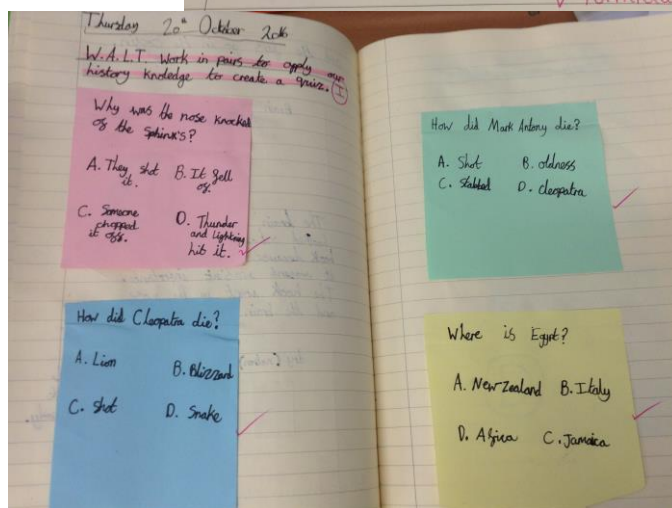 Thursday 20th October 2016
W.A.L.T work in pairs to apply our
history knoledge to create a quiz. I
Why was the nose knocked
of the Sphinx's?
A. They shot it.
B. It fell of.
C. Someone chopped it off.
D. Thunder and Lightning hit it.
How did Cleopatra die?
A. Lion
B. Blizzard
C. Shot
D. Snake
How did Mark Antony die?
A. Shot
B. oldness
C. Stabbed
D. cleopatra
Where is Egypt?
A. New Zealand
B. Italy
D. Africa
C. Jamaica